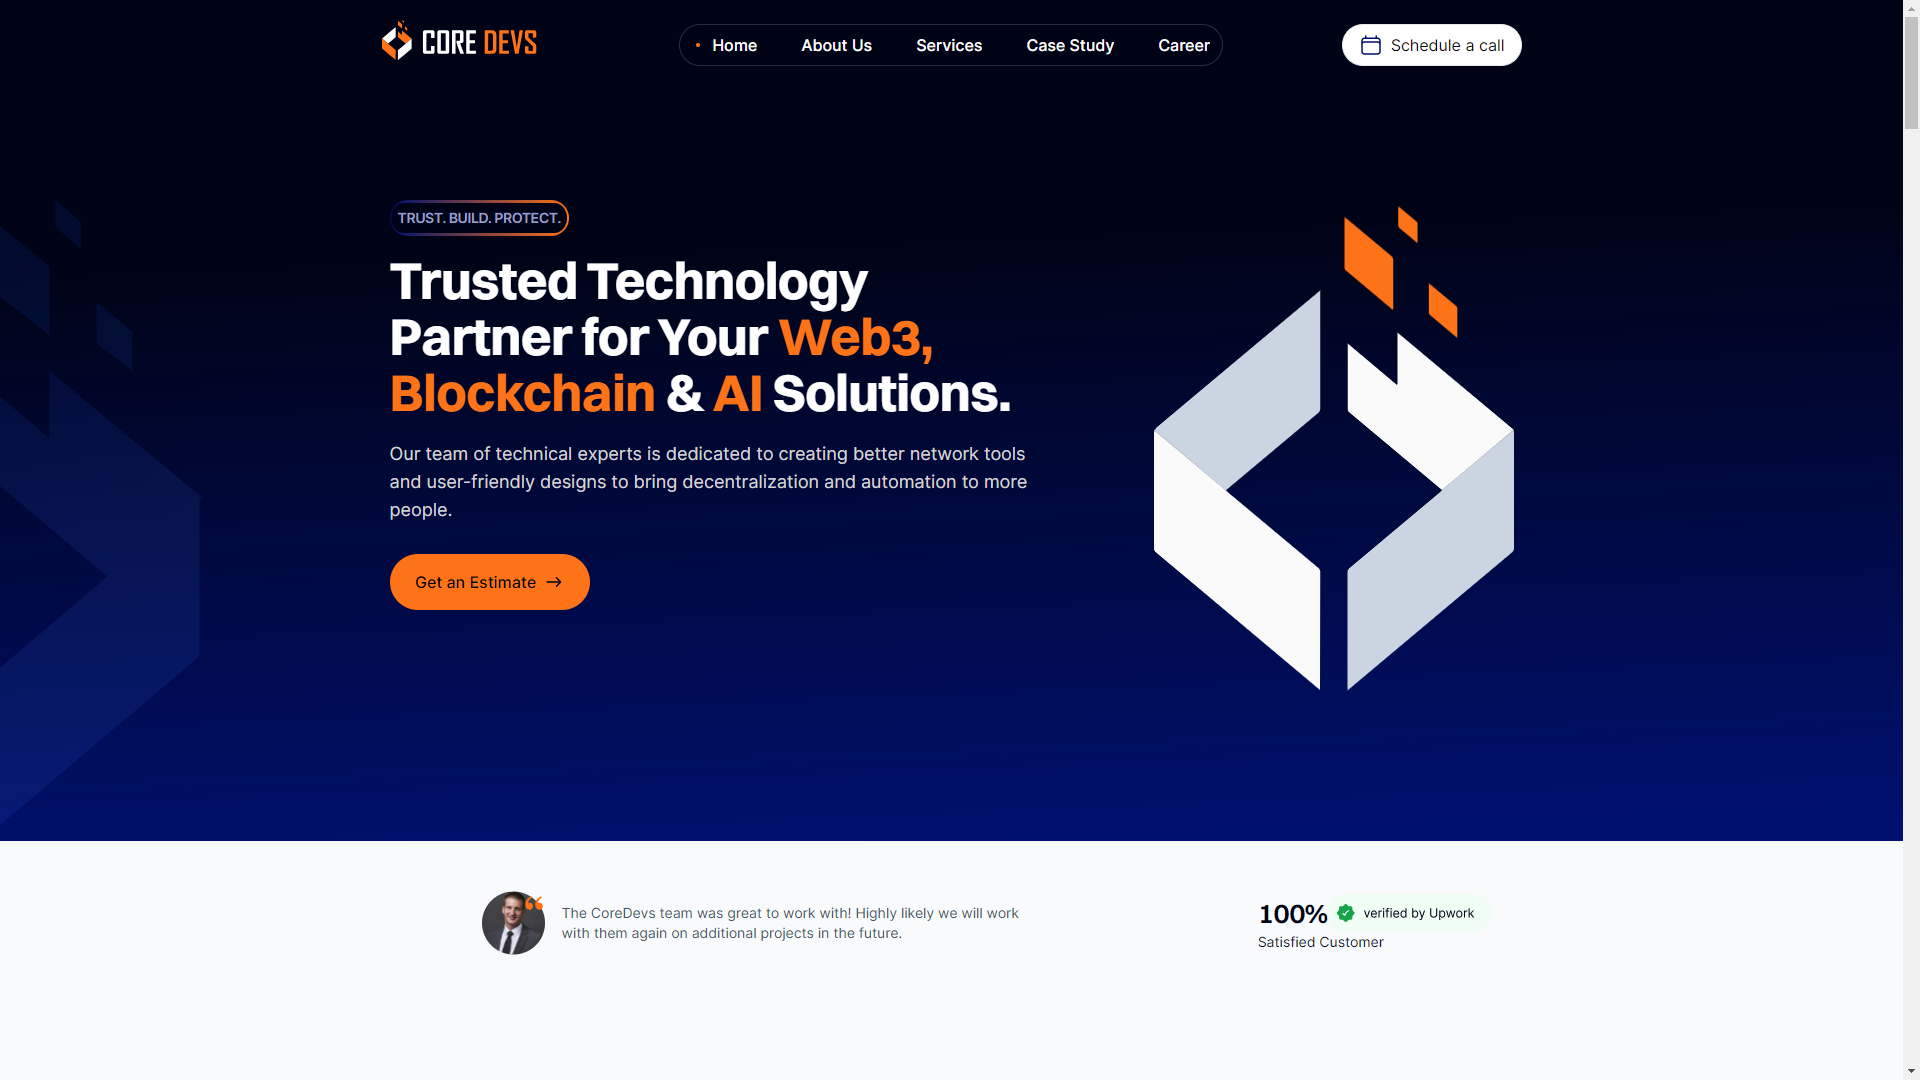 CORE DEVS
Home
About Us
Services
Case Study
Career
Schedule a call
TRUST. BUILD. PROTECT.
Trusted Technology
Partner for Your Web3,
Blockchain & AI Solutions.
Our team of technical experts is dedicated to creating better network tools
and user-friendly designs to bring decentralization and automation to more
people.
Get an Estimate
The CoreDevs team was great to work with! Highly likely we will work
with them again on additional projects in the future.
100%
verified by Upwork
Satisfied Customer